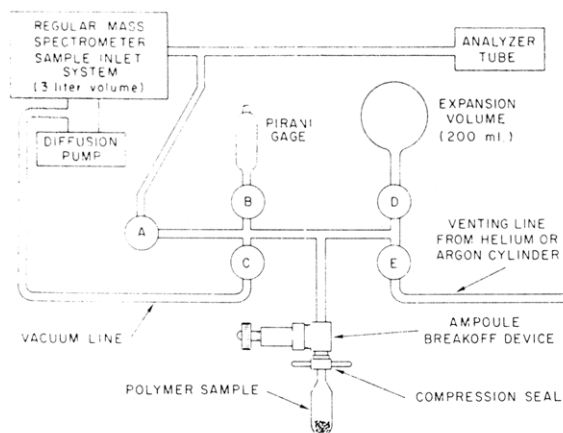 REGULAR MASS
SPECTROMETER
SAMPLE INLET
SYSTEM
(3 liter volume)
ANALYZER
TUBE
DIFFUSION
PUMP
PIRANI
GAGE
EXPANSION
VOLUME
(200 ml.)
A
B
C
D
E
VENTING LINE
FROM HELIUM OR
ARGON CYLINDER
VACUUM LINE
AMPOULE
BREAKOFF DEVICE
POLYMER SAMPLE
COMPRESSION SEAL